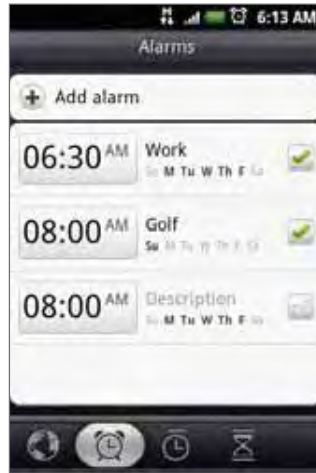 6:13 AM
Alarms
Add alarm
06:30 AM Work
Su M Tu W Th F Sa
08:00 AM Golf
Su M Tu W Th F Sa
08:00 AM Description
Su M Tu W Th F Sa